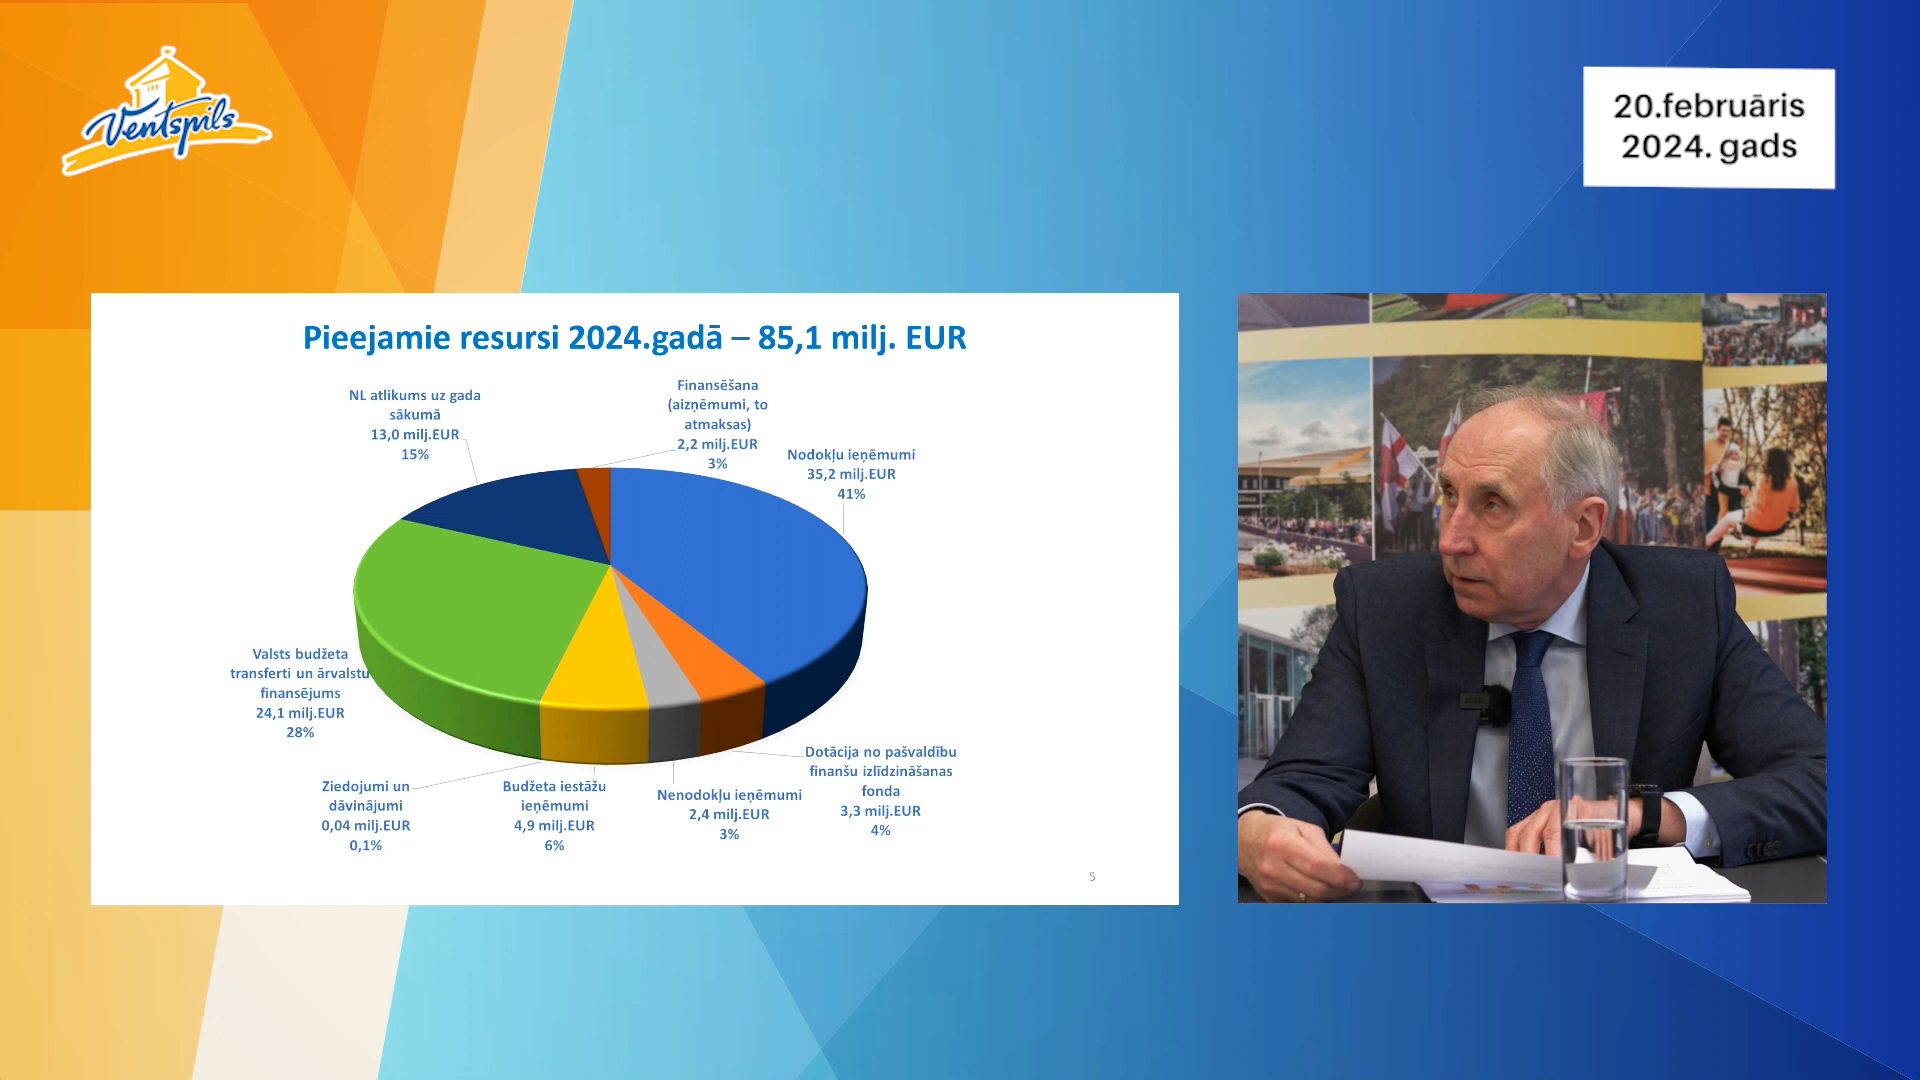 Ventspils
20.februāris
2024. gads
Pieejamie resursi 2024.gadā – 85,1 milj. EUR
NL atlikums uz gada
sākumā
13,0 milj.EUR
15%
Finansēšana
(aizņēmumi, to
atmaksas)
2,2 milj.EUR
3%
Nodokļu ieņēmumi
35,2 milj.EUR
41%
Valsts budžeta
transferti un ārvalstu
finansējums
24,1 milj.EUR
28%
Ziedojumi un
dāvinājumi
0,04 milj.EUR
0,1%
Budžeta iestāžu
ieņēmumi
4,9 milj.EUR
6%
Nenodokļu ieņēmumi
2,4 milj.EUR
3%
Dotācija no pašvaldību
finanšu izlīdzināšanas
fonda
3,3 milj.EUR
4%
5